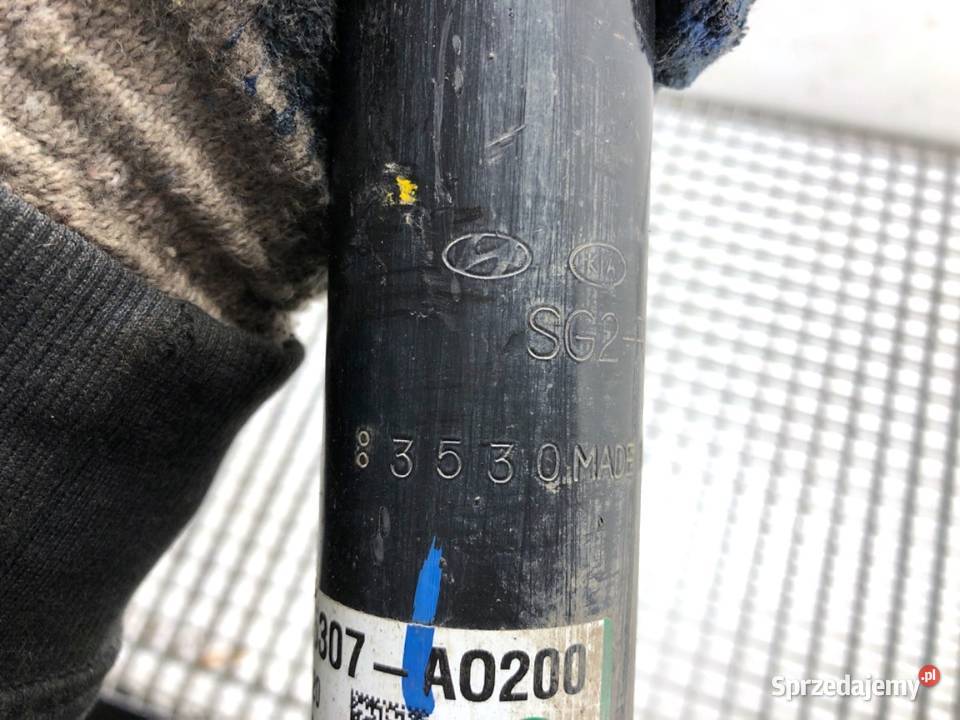 KIA
SG2-
83530 MADE
307-A0200
Sprzedajemy.pl